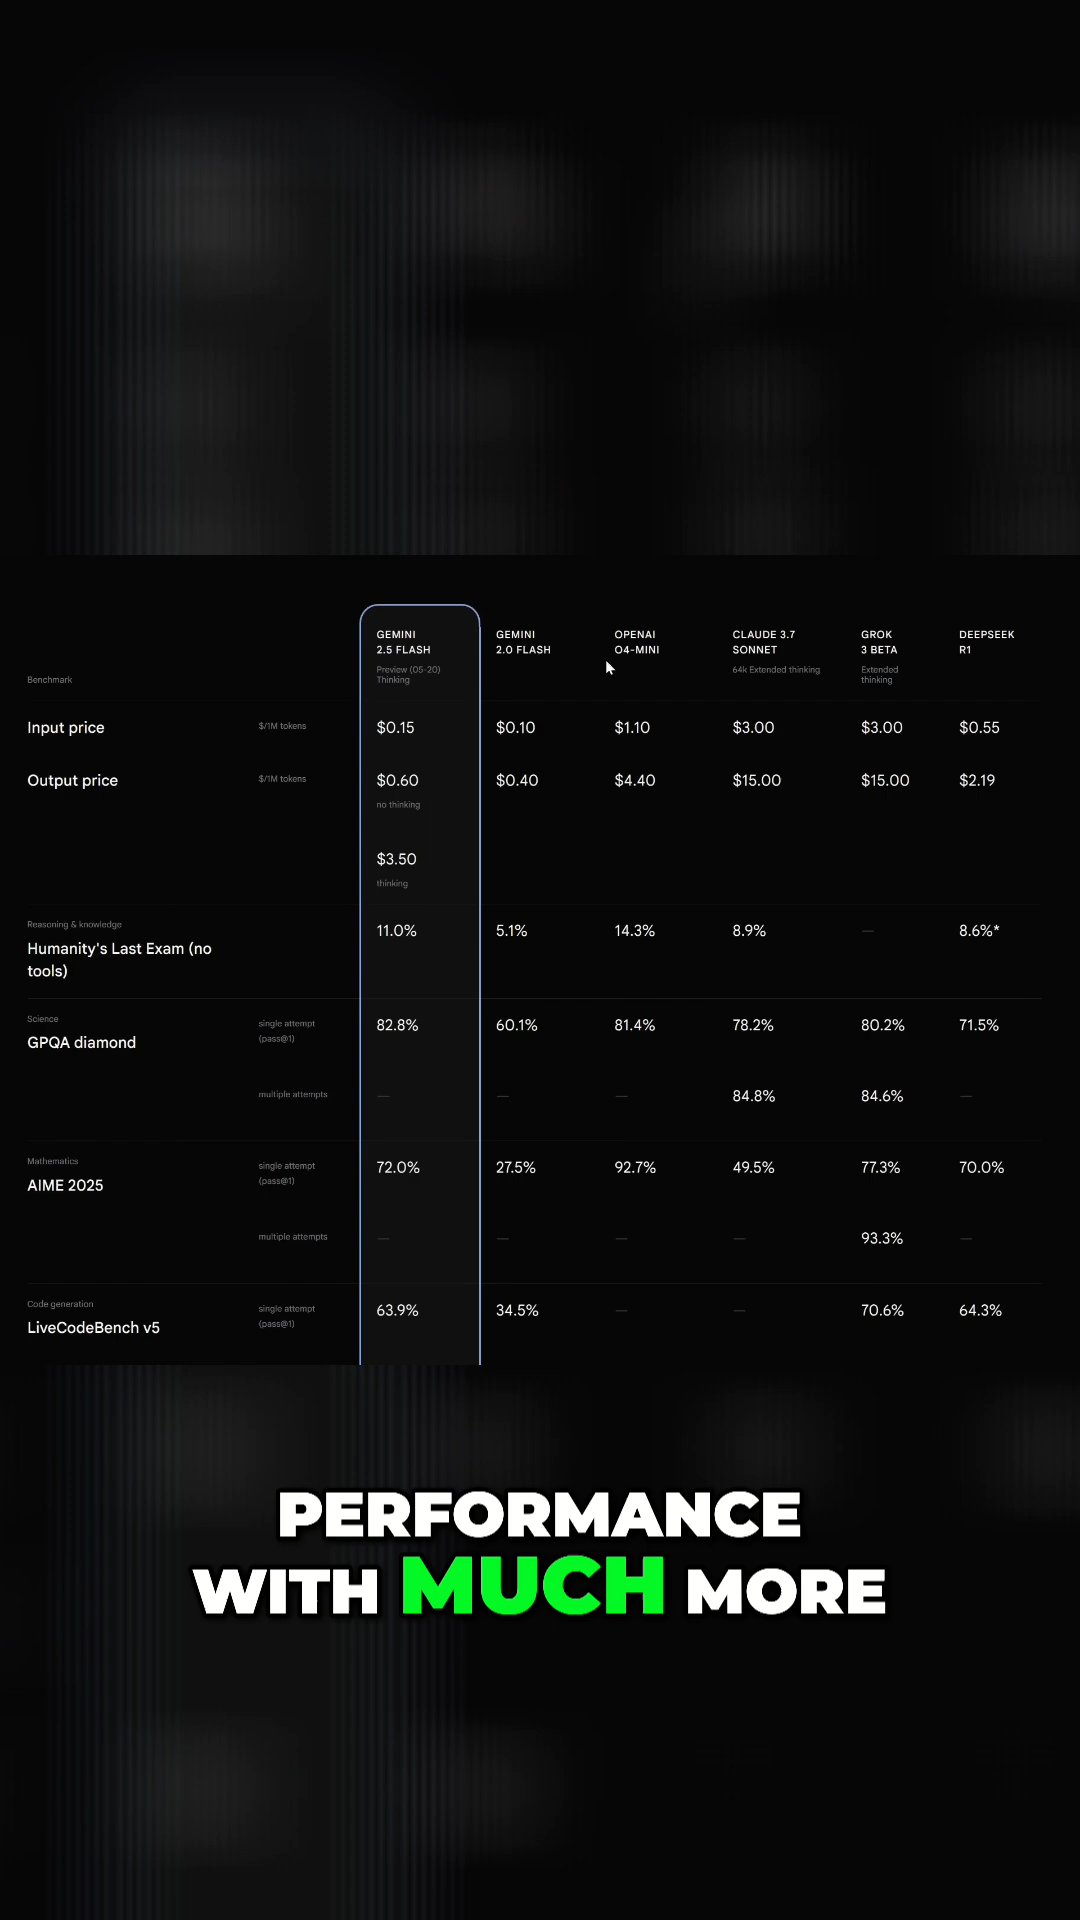 GEMINI 2.5 FLASH Preview (05-20) Thinking
GEMINI 2.0 FLASH
OPENAI O4-MINI
CLAUDE 3.7 SONNET 64k Extended thinking
GROK 3 BETA Extended thinking
DEEPSEEK R1
Benchmark
Input price $/1M tokens $0.15 $0.10 $1.10 $3.00 $3.00 $0.55
Output price $/1M tokens $0.60 $0.40 $4.40 $15.00 $15.00 $2.19
no thinking
$3.50
thinking
Reasoning & knowledge
Humanity's Last Exam (no
tools)
11.0% 5.1% 14.3% 8.9% — 8.6%*
Science
GPQA diamond
single attempt
(pass@1)
82.8% 60.1% 81.4% 78.2% 80.2% 71.5%
multiple attempts — — — 84.8% 84.6% —
Mathematics
AIME 2025
single attempt
(pass@1)
72.0% 27.5% 92.7% 49.5% 77.3% 70.0%
multiple attempts — — — — 93.3% —
Code generation
LiveCodeBench v5
single attempt
(pass@1)
63.9% 34.5% — — 70.6% 64.3%
PERFORMANCE
WITH MUCH MORE